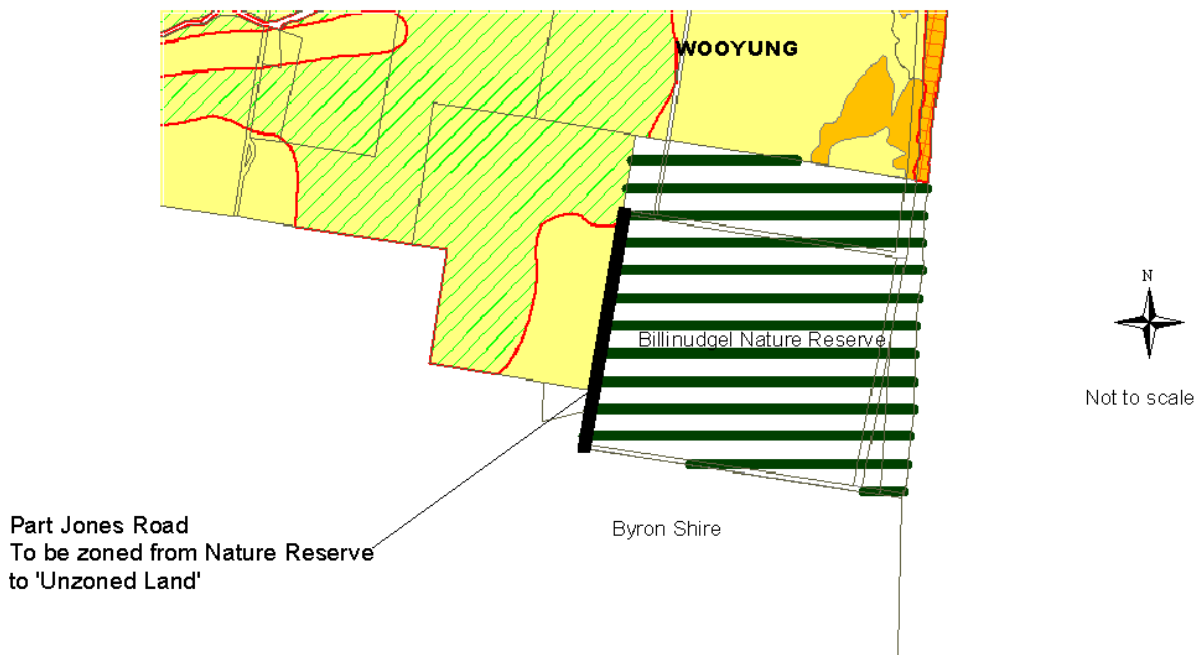 WOOYUNG
N
Billinudgel Nature Reserve
Not to scale
Part Jones Road
To be zoned from Nature Reserve
to 'Unzoned Land'
Byron Shire